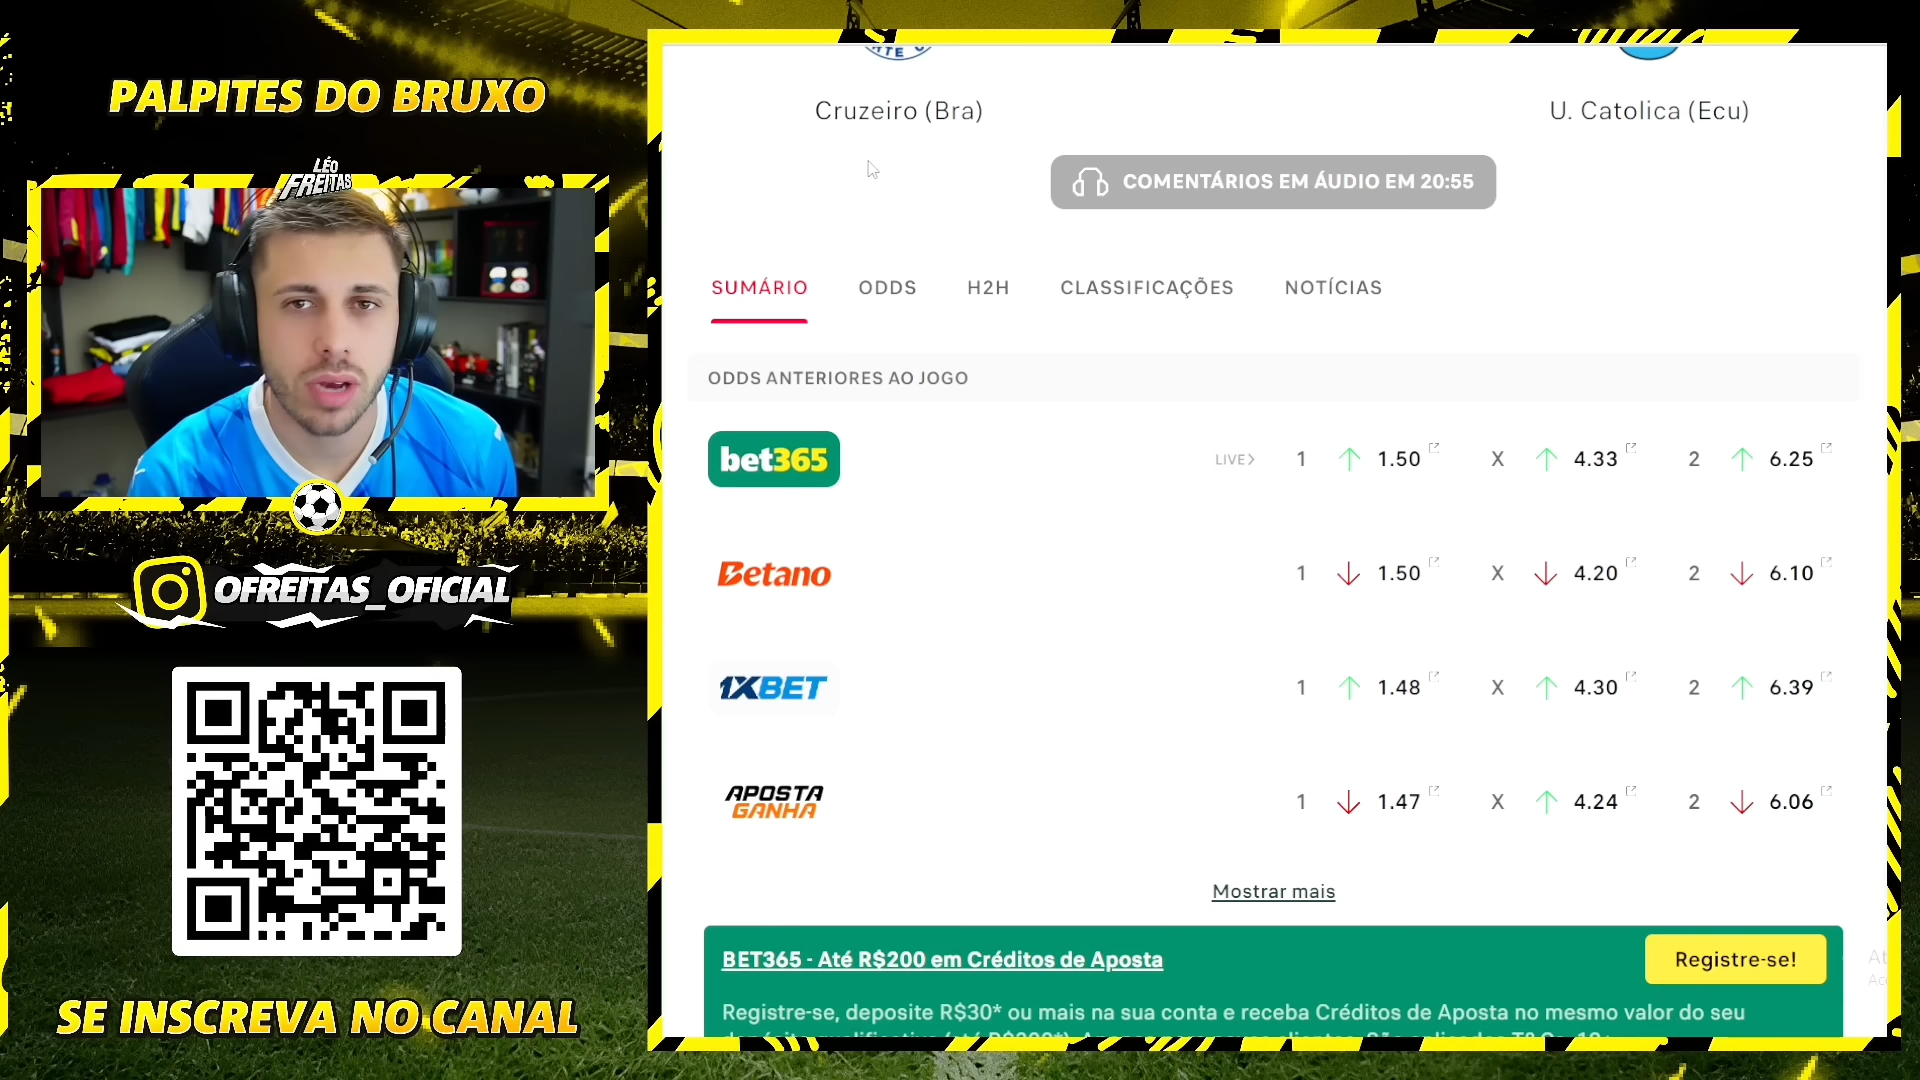 PALPITES DO BRUXO
LÉO
FREITAS
OFREITAS_OFICIAL
SE INSCREVA NO CANAL
Cruzeiro (Bra)
U. Catolica (Ecu)
COMENTÁRIOS EM ÁUDIO EM 20:55
SUMÁRIO ODDS H2H CLASSIFICAÇÕES NOTÍCIAS
ODDS ANTERIORES AO JOGO
bet365 LIVE> 1 1.50 X 4.33 2 6.25
Betano 1 1.50 X 4.20 2 6.10
1XBET 1 1.48 X 4.30 2 6.39
APOSTA
GANHA 1 1.47 X 4.24 2 6.06
Mostrar mais
BET365 - Até R$200 em Créditos de Aposta
Registre-se!
Registre-se, deposite R$30* ou mais na sua conta e receba Créditos de Aposta no mesmo valor do seu